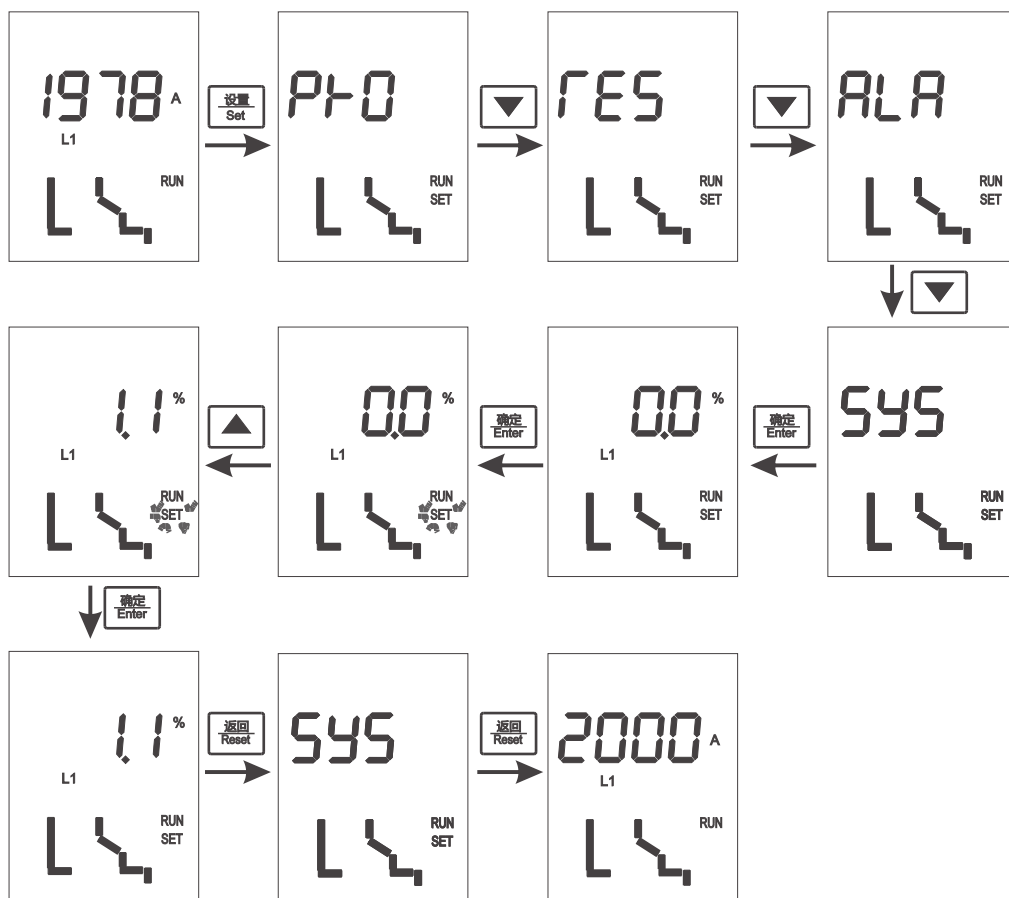 1978 A
L1
RUN
设置
Set
PrO
RUN
SET
rES
RUN
SET
ALA
RUN
SET
SYS
RUN
SET
确定
Enter
0.0 %
L1
RUN
SET
确定
Enter
0.0 %
L1
RUN
SET
1.1 %
L1
RUN
SET
确定
Enter
1.1 %
L1
RUN
SET
返回
Reset
SYS
RUN
SET
返回
Reset
2000 A
L1
RUN